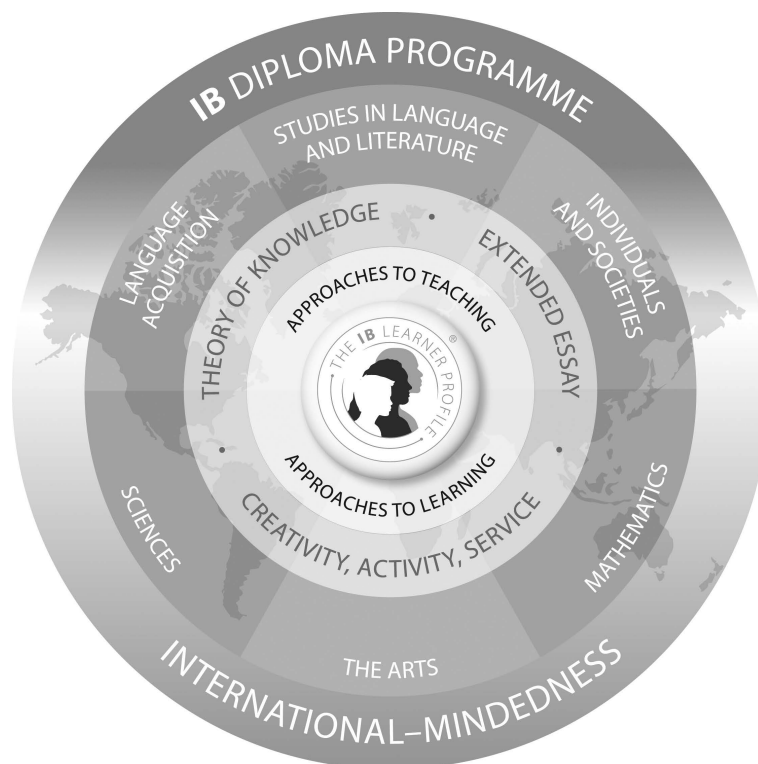 IB DIPLOMA PROGRAMME
STUDIES IN LANGUAGE
AND LITERATURE
LANGUAGE
ACQUISITION
INDIVIDUALS
AND SOCIETIES
THEORY OF KNOWLEDGE
•
EXTENDED ESSAY
APPROACHES TO TEACHING
• THE IB LEARNER PROFILE •
®
APPROACHES TO LEARNING
•
CREATIVITY, ACTIVITY, SERVICE
•
SCIENCES
MATHEMATICS
THE ARTS
INTERNATIONAL–MINDEDNESS